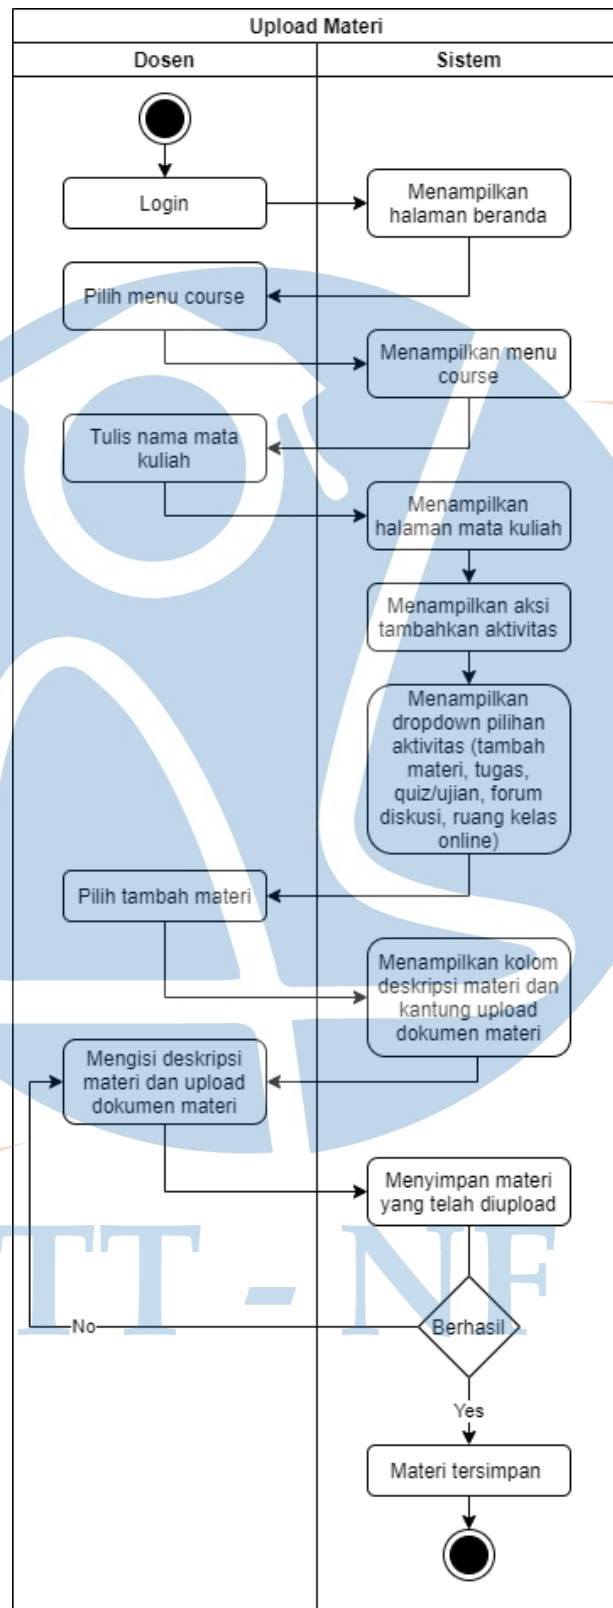 Upload Materi
Dosen
Sistem
Login
Menampilkan
halaman beranda
Pilih menu course
Menampilkan menu
course
Tulis nama mata
kuliah
Menampilkan
halaman mata kuliah
Menampilkan aksi
tambahkan aktivitas
Menampilkan
dropdown pilihan
aktivitas (tambah
materi, tugas,
quiz/ujian, forum
diskusi, ruang kelas
online)
Pilih tambah materi
Menampilkan kolom
deskripsi materi dan
kantung upload
dokumen materi
Mengisi deskripsi
materi dan upload
dokumen materi
Menyimpan materi
yang telah diupload
TT - NF
No
Berhasil
Yes
Materi tersimpan